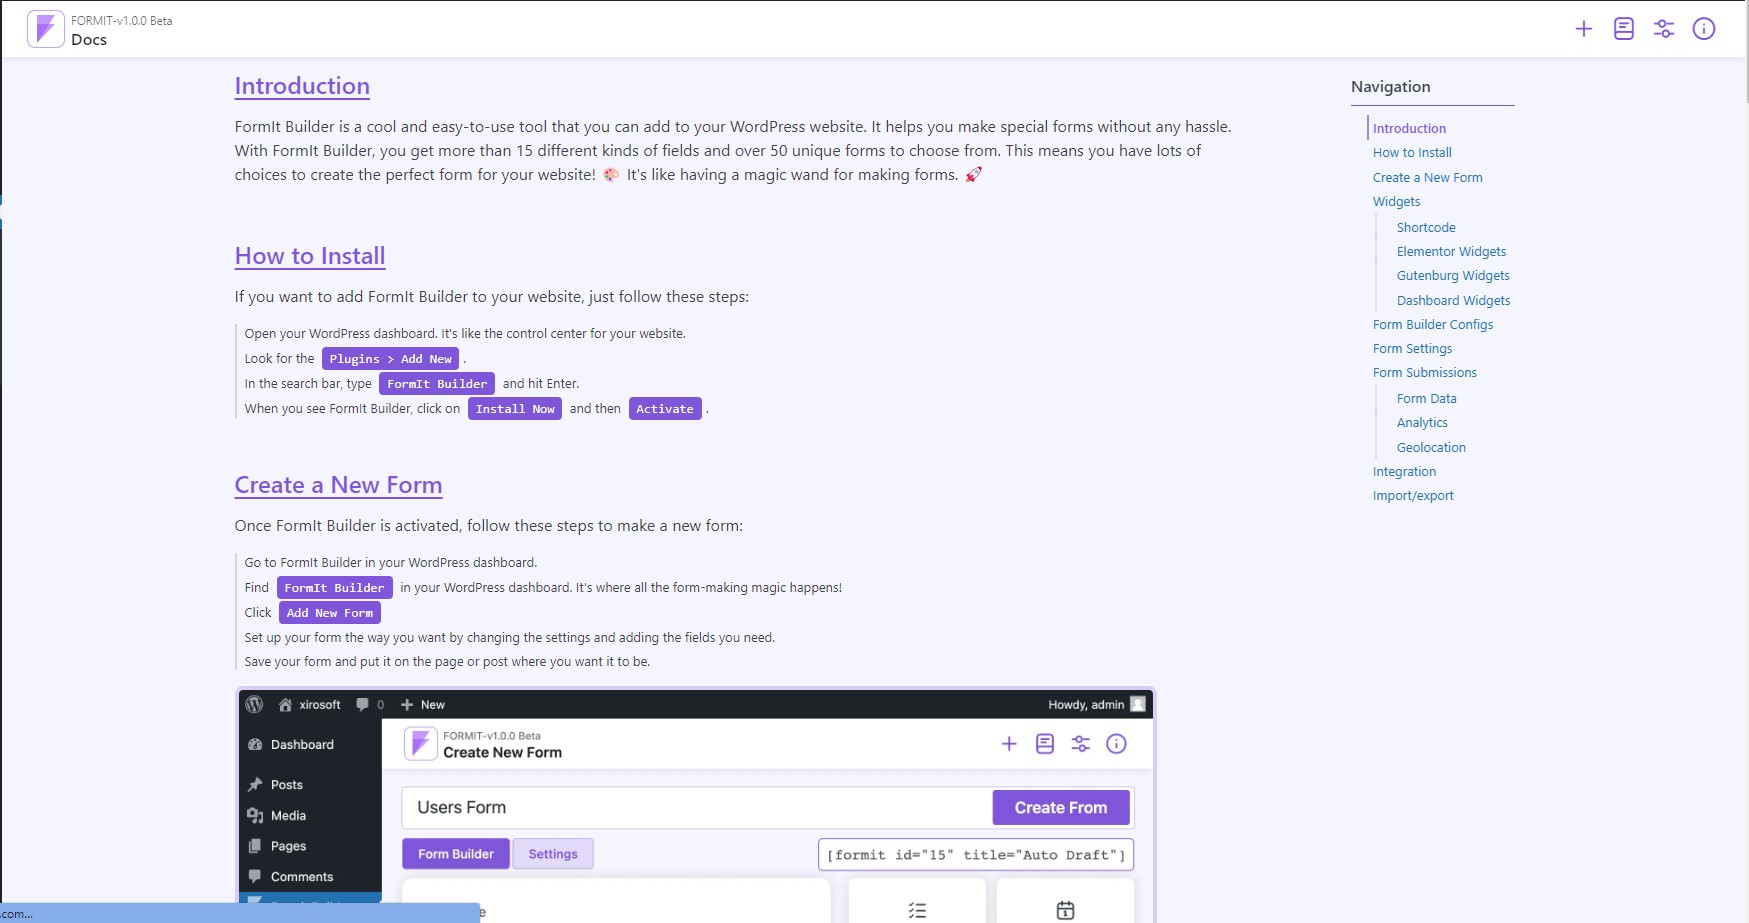 FORMIT-v1.0.0 Beta
Docs
Introduction
FormIt Builder is a cool and easy-to-use tool that you can add to your WordPress website. It helps you make special forms without any hassle.
With FormIt Builder, you get more than 15 different kinds of fields and over 50 unique forms to choose from. This means you have lots of
choices to create the perfect form for your website! 🎨 It's like having a magic wand for making forms. 🚀
How to Install
If you want to add FormIt Builder to your website, just follow these steps:
Open your WordPress dashboard. It's like the control center for your website.
Look for the Plugins > Add New .
In the search bar, type FormIt Builder and hit Enter.
When you see FormIt Builder, click on Install Now and then Activate .
Create a New Form
Once FormIt Builder is activated, follow these steps to make a new form:
Go to FormIt Builder in your WordPress dashboard.
Find FormIt Builder in your WordPress dashboard. It's where all the form-making magic happens!
Click Add New Form
Set up your form the way you want by changing the settings and adding the fields you need.
Save your form and put it on the page or post where you want it to be.
xirosoft 0 New Howdy, admin
Dashboard
Posts
Media
Pages
Comments
FORMIT-v1.0.0 Beta
Create New Form
Users Form Create From
Form Builder Settings [formit id="15" title="Auto Draft"]
.com...
Navigation
Introduction
How to Install
Create a New Form
Widgets
Shortcode
Elementor Widgets
Gutenburg Widgets
Dashboard Widgets
Form Builder Configs
Form Settings
Form Submissions
Form Data
Analytics
Geolocation
Integration
Import/export